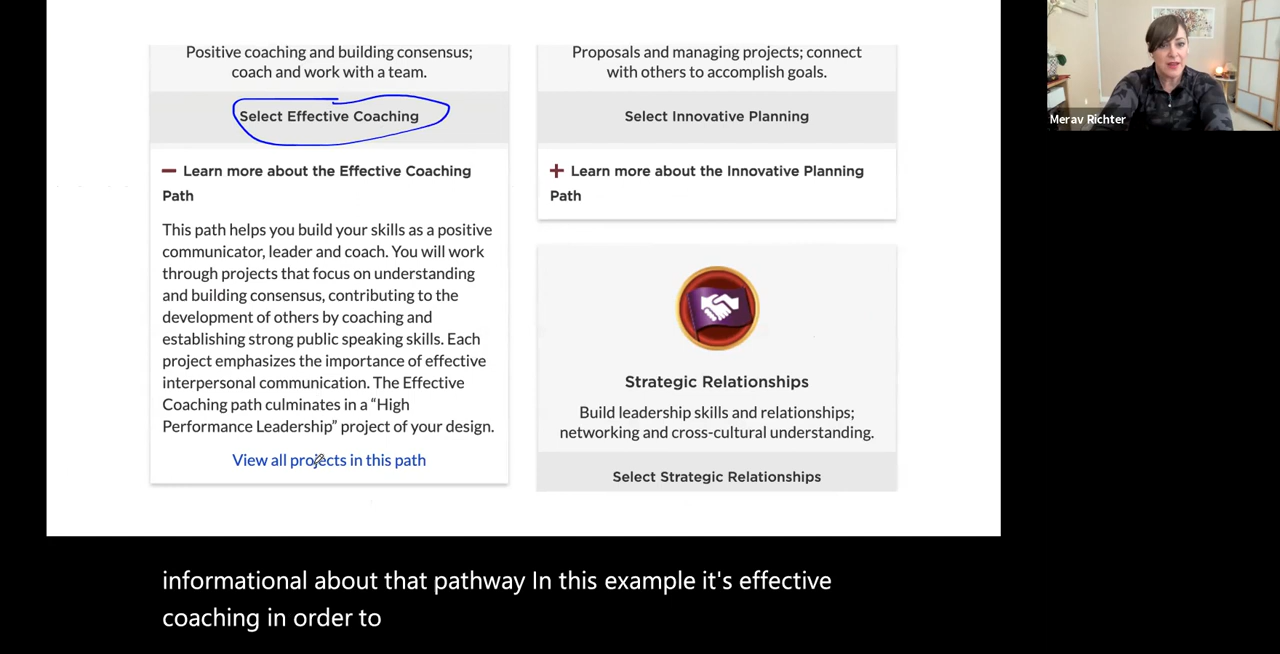 Positive coaching and building consensus;
coach and work with a team.
Select Effective Coaching
Learn more about the Effective Coaching
Path
This path helps you build your skills as a positive
communicator, leader and coach. You will work
through projects that focus on understanding
and building consensus, contributing to the
development of others by coaching and
establishing strong public speaking skills. Each
project emphasizes the importance of effective
interpersonal communication. The Effective
Coaching path culminates in a “High
Performance Leadership” project of your design.
View all projects in this path
Proposals and managing projects; connect
with others to accomplish goals.
Select Innovative Planning
Learn more about the Innovative Planning
Path
Strategic Relationships
Build leadership skills and relationships;
networking and cross-cultural understanding.
Select Strategic Relationships
Merav Richter
informational about that pathway In this example it's effective
coaching in order to